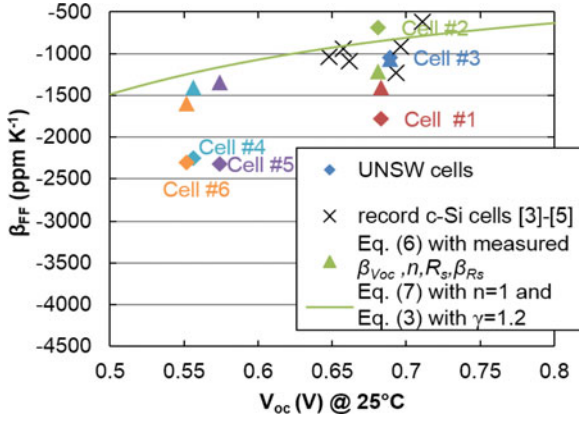 -500
-1000
-1500
-2000
-2500
-3000
-3500
-4000
-4500
β_FF (ppm K⁻¹)
Cell #2
Cell #3
Cell #1
Cell #4
Cell #5
Cell #6
UNSW cells
record c-Si cells [3]-[5]
Eq. (6) with measured
β_Voc ,n,R_s,β_Rs
Eq. (7) with n=1 and
Eq. (3) with γ=1.2
0.5 0.55 0.6 0.65 0.7 0.75 0.8
V_oc (V) @ 25°C